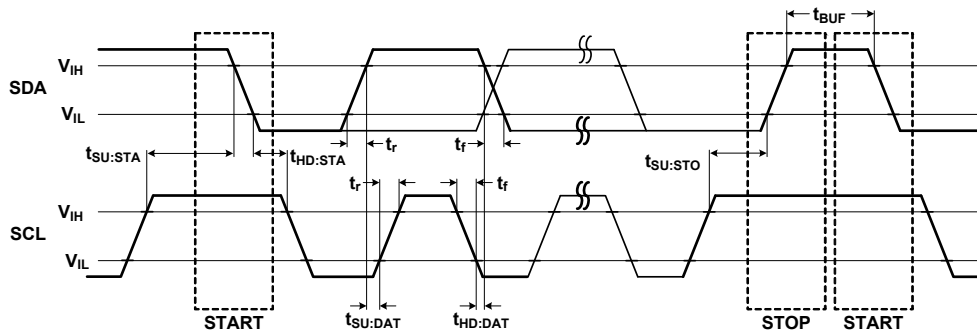 tBUF
VIH
SDA
VIL
tSU:STA
tHD:STA
tr
tf
tSU:STO
tr
tf
VIH
SCL
VIL
tSU:DAT
tHD:DAT
START
STOP
START